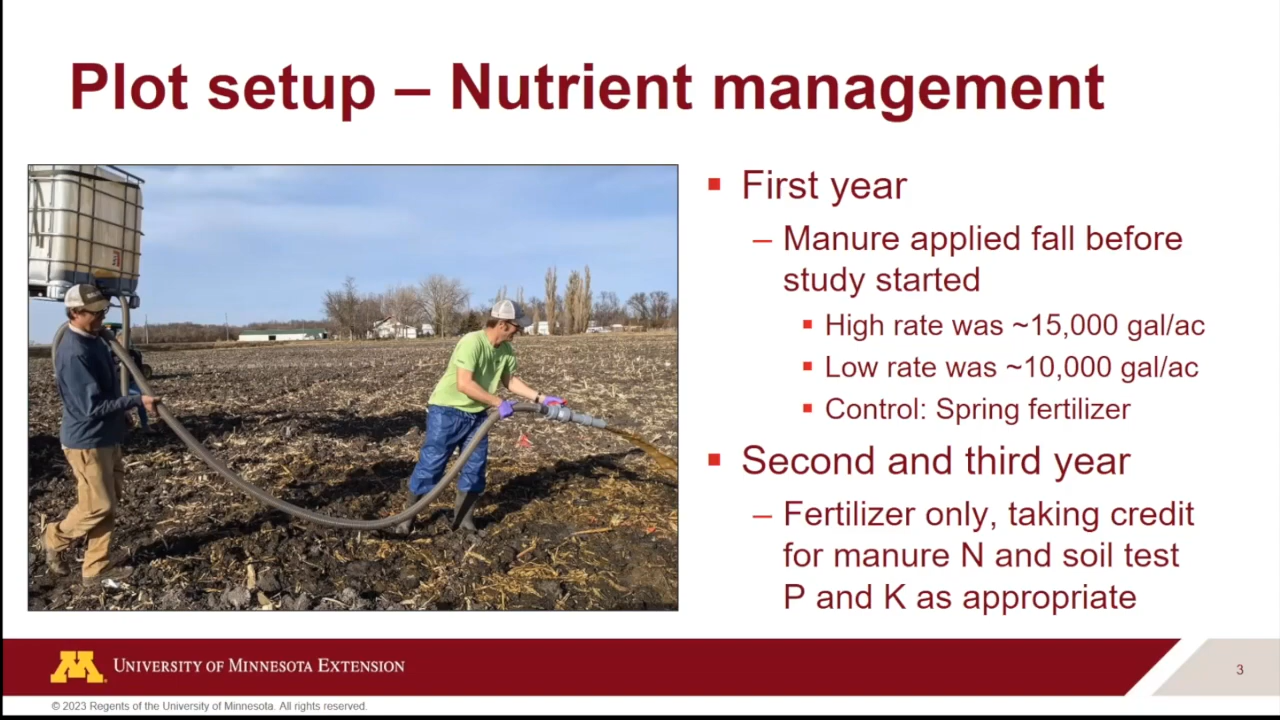 Plot setup – Nutrient management
First year
– Manure applied fall before
study started
High rate was ~15,000 gal/ac
Low rate was ~10,000 gal/ac
Control: Spring fertilizer
Second and third year
– Fertilizer only, taking credit
for manure N and soil test
P and K as appropriate
M
UNIVERSITY OF MINNESOTA EXTENSION
3
© 2023 Regents of the University of Minnesota. All rights reserved.